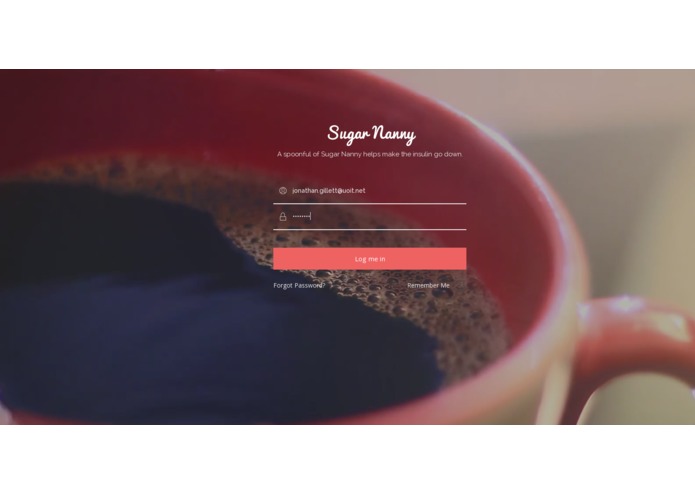 Sugar Nanny
A spoonful of Sugar Nanny helps make the insulin go down.
jonathan.gillett@uoit.net
Log me in
Forgot Password?
Remember Me